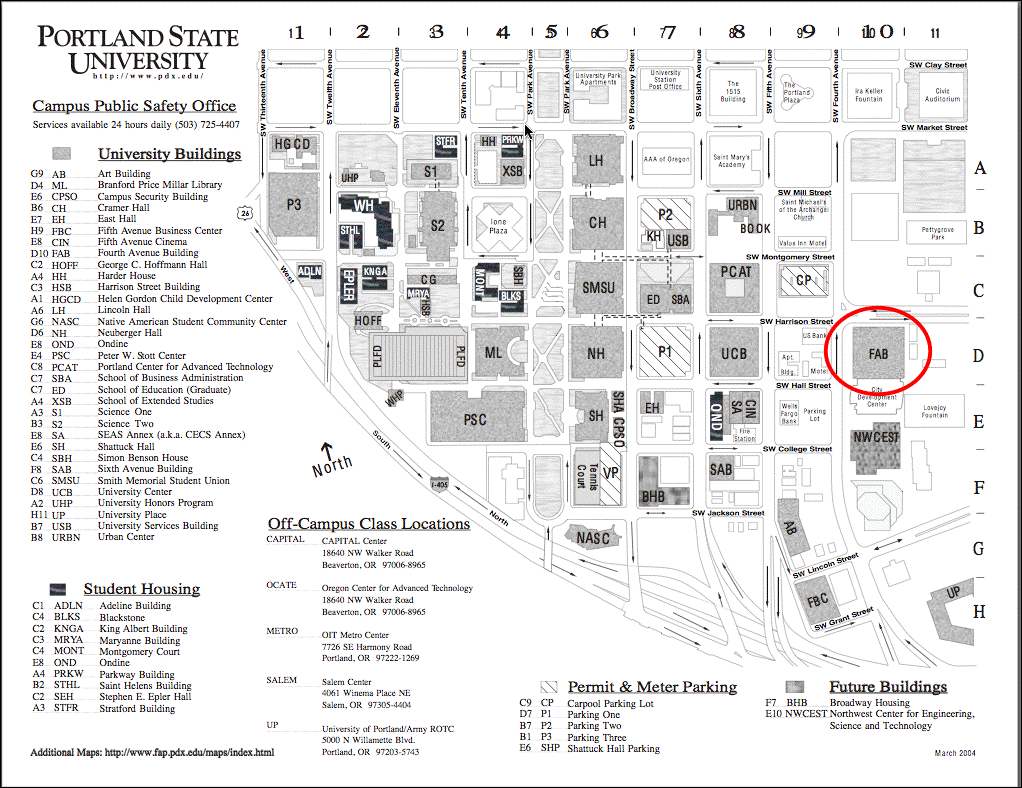 PORTLAND STATE
UNIVERSITY
http://www.pdx.edu/
Campus Public Safety Office
Services available 24 hours daily (503) 725-4407
University Buildings
G9 AB Art Building
D4 ML Branford Price Millar Library
E6 CPSO Campus Security Building
B6 CH Cramer Hall
E7 EH East Hall
H9 FBC Fifth Avenue Business Center
E8 CIN Fifth Avenue Cinema
D10 FAB Fourth Avenue Building
C2 HOFF George C. Hoffmann Hall
A4 HH Harder House
C3 HSB Harrison Street Building
A1 HGCD Helen Gordon Child Development Center
A6 LH Lincoln Hall
G6 NASC Native American Student Community Center
D6 NH Neuberger Hall
E8 OND Ondine
E4 PSC Peter W. Stott Center
C8 PCAT Portland Center for Advanced Technology
C7 SBA School of Business Administration
C7 ED School of Education (Graduate)
A4 XSB School of Extended Studies
A3 S1 Science One
B3 S2 Science Two
E8 SA SEAS Annex (a.k.a. CECS Annex)
E6 SH Shattuck Hall
C4 SBH Simon Benson House
F8 SAB Sixth Avenue Building
C6 SMSU Smith Memorial Student Union
D8 UCB University Center
A2 UHP University Honors Program
H11 UP University Place
B7 USB University Services Building
B8 URBN Urban Center
Student Housing
C1 ADLN Adeline Building
C4 BLKS Blackstone
C2 KNGA King Albert Building
C3 MRYA Maryanne Building
C4 MONT Montgomery Court
E8 OND Ondine
A4 PRKW Parkway Building
B2 STHL Saint Helens Building
C2 SEH Stephen E. Epler Hall
A3 STFR Stratford Building
Additional Maps: http://www.fap.pdx.edu/maps/index.html
Off-Campus Class Locations
CAPITAL CAPITAL Center
18640 NW Walker Road
Beaverton, OR 97006-8965
OCATE Oregon Center for Advanced Technology
18640 NW Walker Road
Beaverton, OR 97006-8965
METRO OIT Metro Center
7726 SE Harmony Road
Portland, OR 97222-1269
SALEM Salem Center
4061 Winema Place NE
Salem, OR 97305-4404
UP University of Portland/Army ROTC
5000 N Willamette Blvd.
Portland, OR 97203-5743
Permit & Meter Parking
C9 CP Carpool Parking Lot
D7 P1 Parking One
B7 P2 Parking Two
B1 P3 Parking Three
E6 SHP Shattuck Hall Parking
Future Buildings
F7 BHB Broadway Housing
E10 NWCEST Northwest Center for Engineering,
Science and Technology
March 2004
1 2 3 4 5 6 7 8 9 10 11
SW Thirteenth Avenue
SW Twelfth Avenue
SW Eleventh Avenue
SW Tenth Avenue
SW Park Avenue
SW Park Avenue
SW Broadway Street
SW Sixth Avenue
SW Fifth Avenue
SW Fourth Avenue
SW Clay Street
University Park
Apartments
University
Station
Post Office
The
1515
Building
The
Portland
Plaza
Ira Keller
Fountain
Civic
Auditorium
SW Market Street
HGCD
STFR
HH
PRKW
LH
AAA of Oregon
Saint Mary's
Academy
A
UHP
S1
XSB
SW Mill Street
P3
WH
STHL
S2
Ione
Plaza
CH
P2
KH
USB
URBN
BOOK
Saint Michael's
of the Archangel
Church
Value Inn Motel
Pettygrove
Park
B
26
West
SW Montgomery Street
ADLN
EPLER
KNGA
CG
MRYA
HSB
MONT
SBH
BLKS
SMSU
ED
SBA
PCAT
CP
C
HOFF
SW Harrison Street
PLFD
PLFD
ML
NH
P1
UCB
US Bank
Apt.
Bldg.
Motel
FAB
D
SW Hall Street
City
Development
Center
WHP
PSC
SH
SHA
CPSO
EH
OND
CIN
SA
Fire
Station
Wells
Fargo
Bank
Parking
Lot
Lovejoy
Fountain
E
NWCEST
South
North
SW College Street
I-405
Tennis
Court
VP
BHB
SAB
F
North
SW Jackson Street
NASC
AB
G
SW Lincoln Street
FBC
UP
H
SW Grant Street